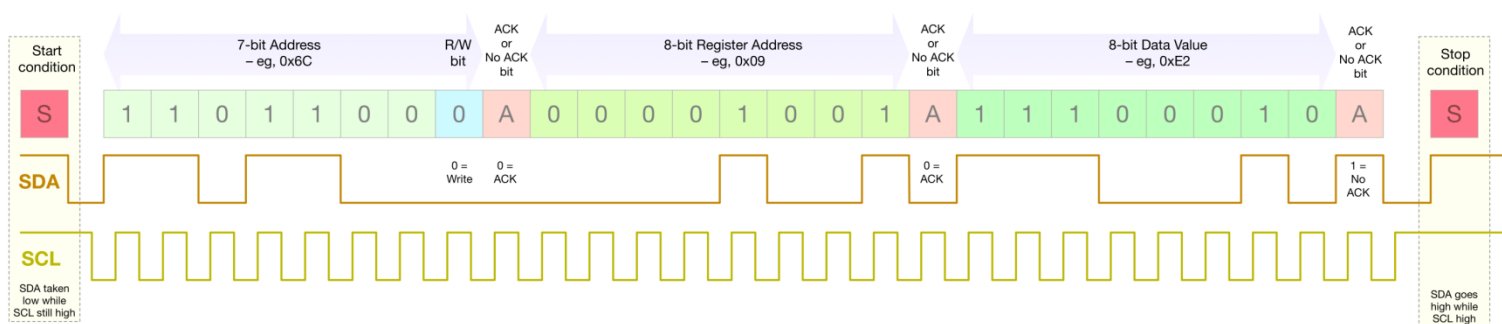 Start
condition
7-bit Address
– eg, 0x6C
R/W
bit
ACK
or
No ACK
bit
8-bit Register Address
– eg, 0x09
ACK
or
No ACK
bit
8-bit Data Value
– eg, 0xE2
ACK
or
No ACK
bit
Stop
condition
S 1 1 0 1 1 0 0 0 A 0 0 0 0 1 0 0 1 A 1 1 1 0 0 0 1 0 A S
SDA
0 =
Write
0 =
ACK
0 =
ACK
1 =
No
ACK
SCL
SDA taken
low while
SCL still high
SDA goes
high while
SCL high